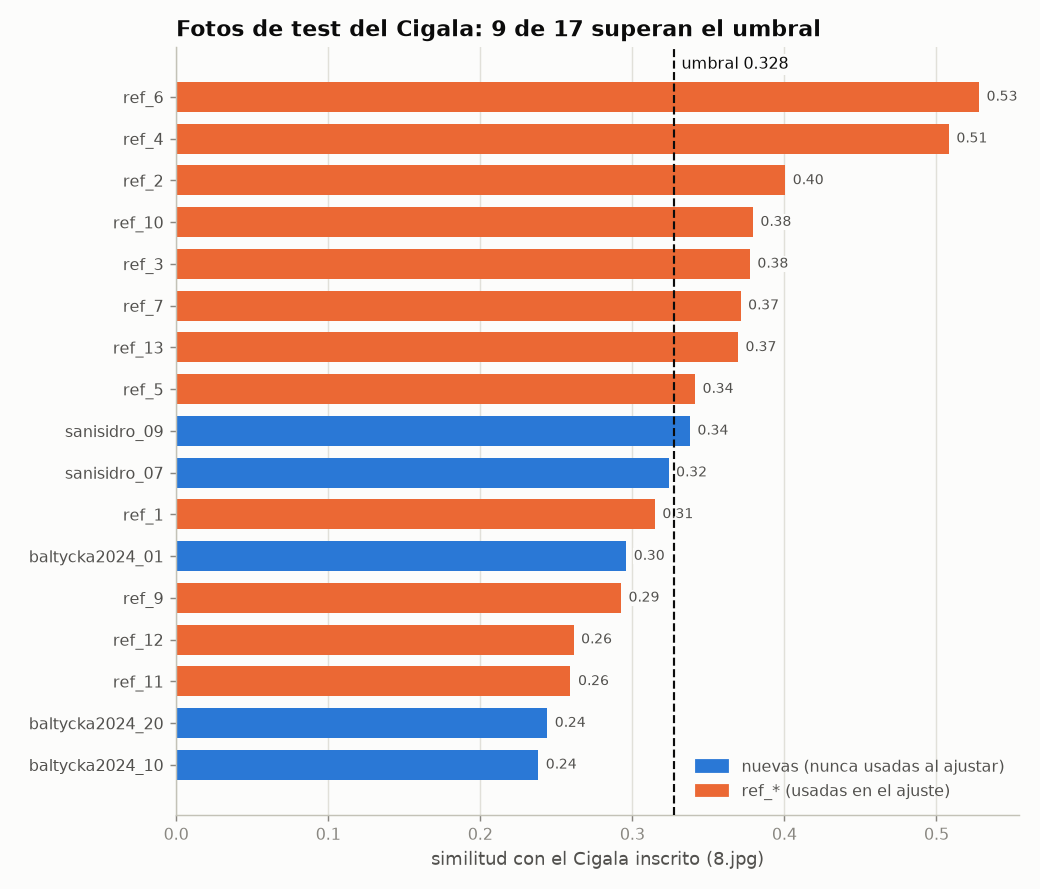 Fotos de test del Cigala: 9 de 17 superan el umbral
umbral 0.328
ref_6 0.53
ref_4 0.51
ref_2 0.40
ref_10 0.38
ref_3 0.38
ref_7 0.37
ref_13 0.37
ref_5 0.34
sanisidro_09 0.34
sanisidro_07 0.32
ref_1 0.31
baltycka2024_01 0.30
ref_9 0.29
ref_12 0.26
ref_11 0.26
baltycka2024_20 0.24
baltycka2024_10 0.24
nuevas (nunca usadas al ajustar)
ref_* (usadas en el ajuste)
0.0 0.1 0.2 0.3 0.4 0.5
similitud con el Cigala inscrito (8.jpg)